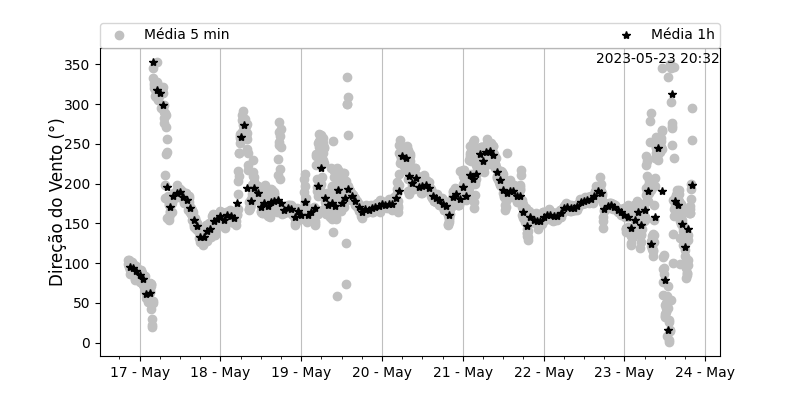 Média 5 min
Média 1h
2023-05-23 20:32
Direção do Vento (°)
350
300
250
200
150
100
50
0
17 - May
18 - May
19 - May
20 - May
21 - May
22 - May
23 - May
24 - May